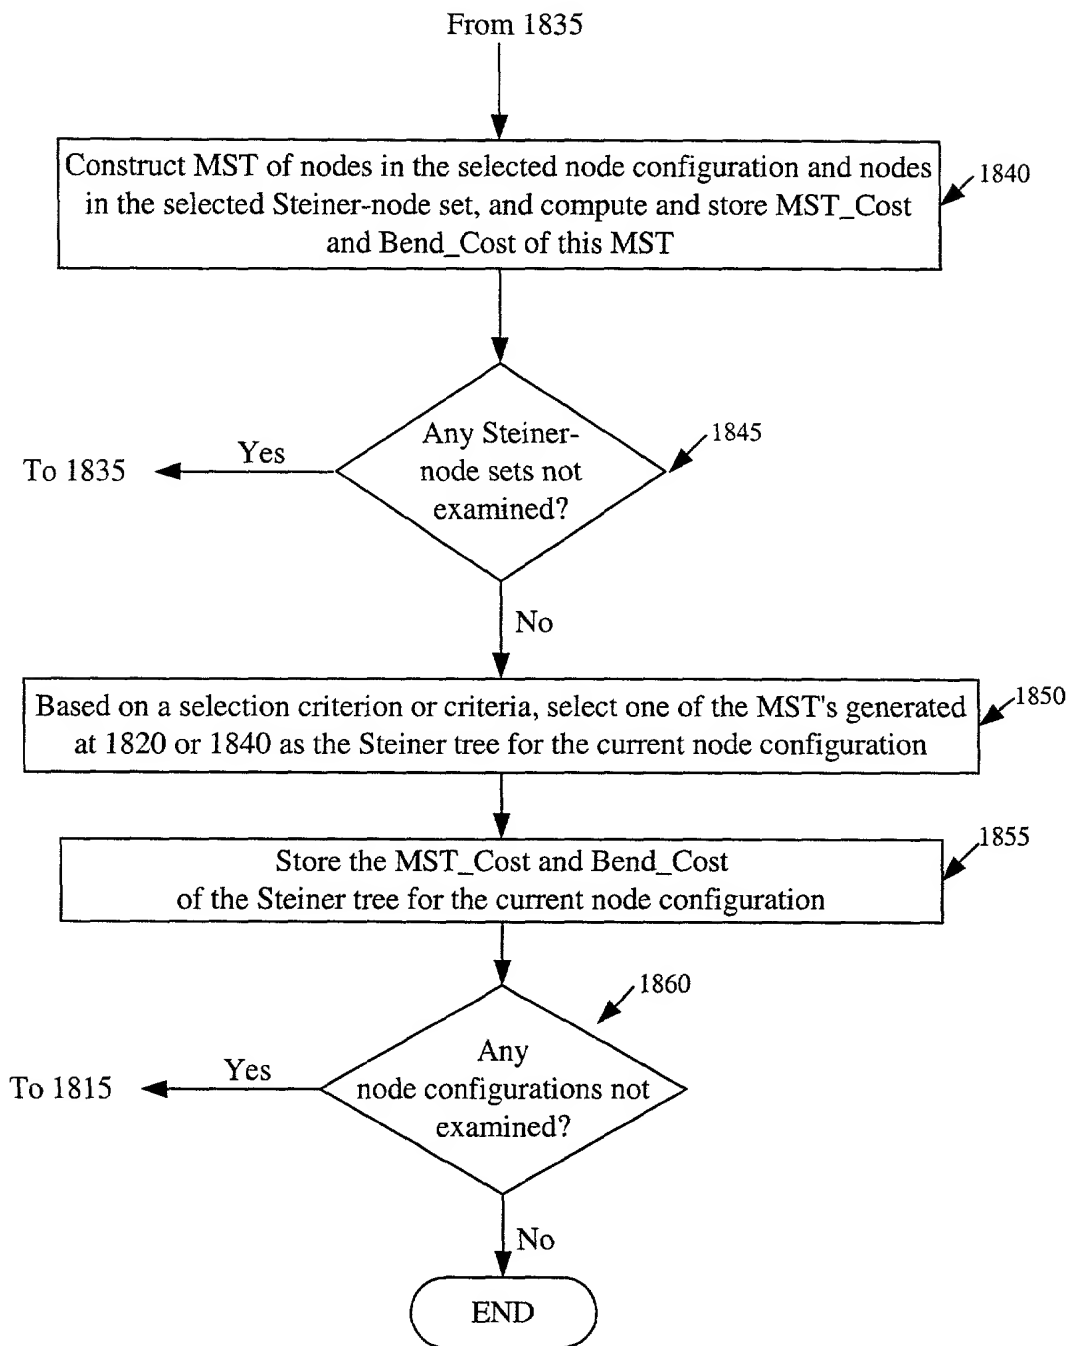 From 1835
Construct MST of nodes in the selected node configuration and nodes
in the selected Steiner-node set, and compute and store MST_Cost
and Bend_Cost of this MST
1840
Any Steiner-
node sets not
examined?
1845
Yes
To 1835
No
Based on a selection criterion or criteria, select one of the MST's generated
at 1820 or 1840 as the Steiner tree for the current node configuration
1850
Store the MST_Cost and Bend_Cost
of the Steiner tree for the current node configuration
1855
1860
Any
node configurations not
examined?
Yes
To 1815
No
END